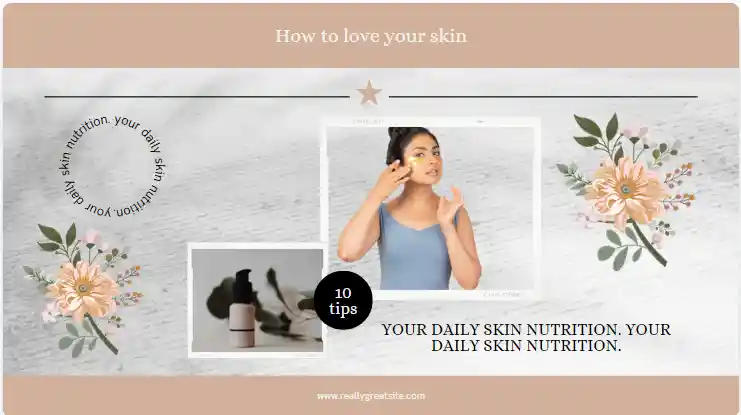 How to love your skin
skin nutrition. your daily skin nutrition.your daily
10
tips
YOUR DAILY SKIN NUTRITION. YOUR
DAILY SKIN NUTRITION.
www.reallygreatsite.com